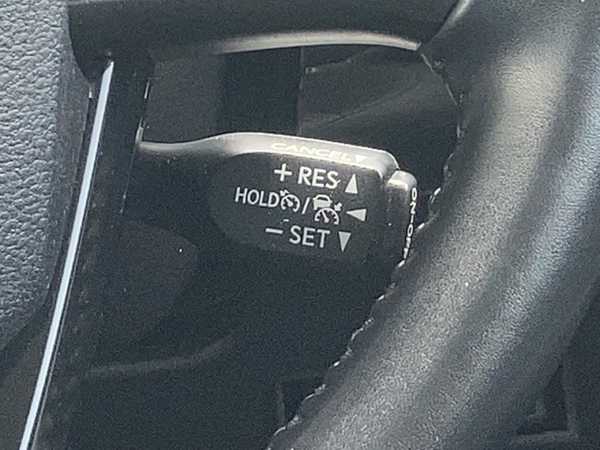 CANCEL
+ RES
HOLD /
- SET
ON-OFF